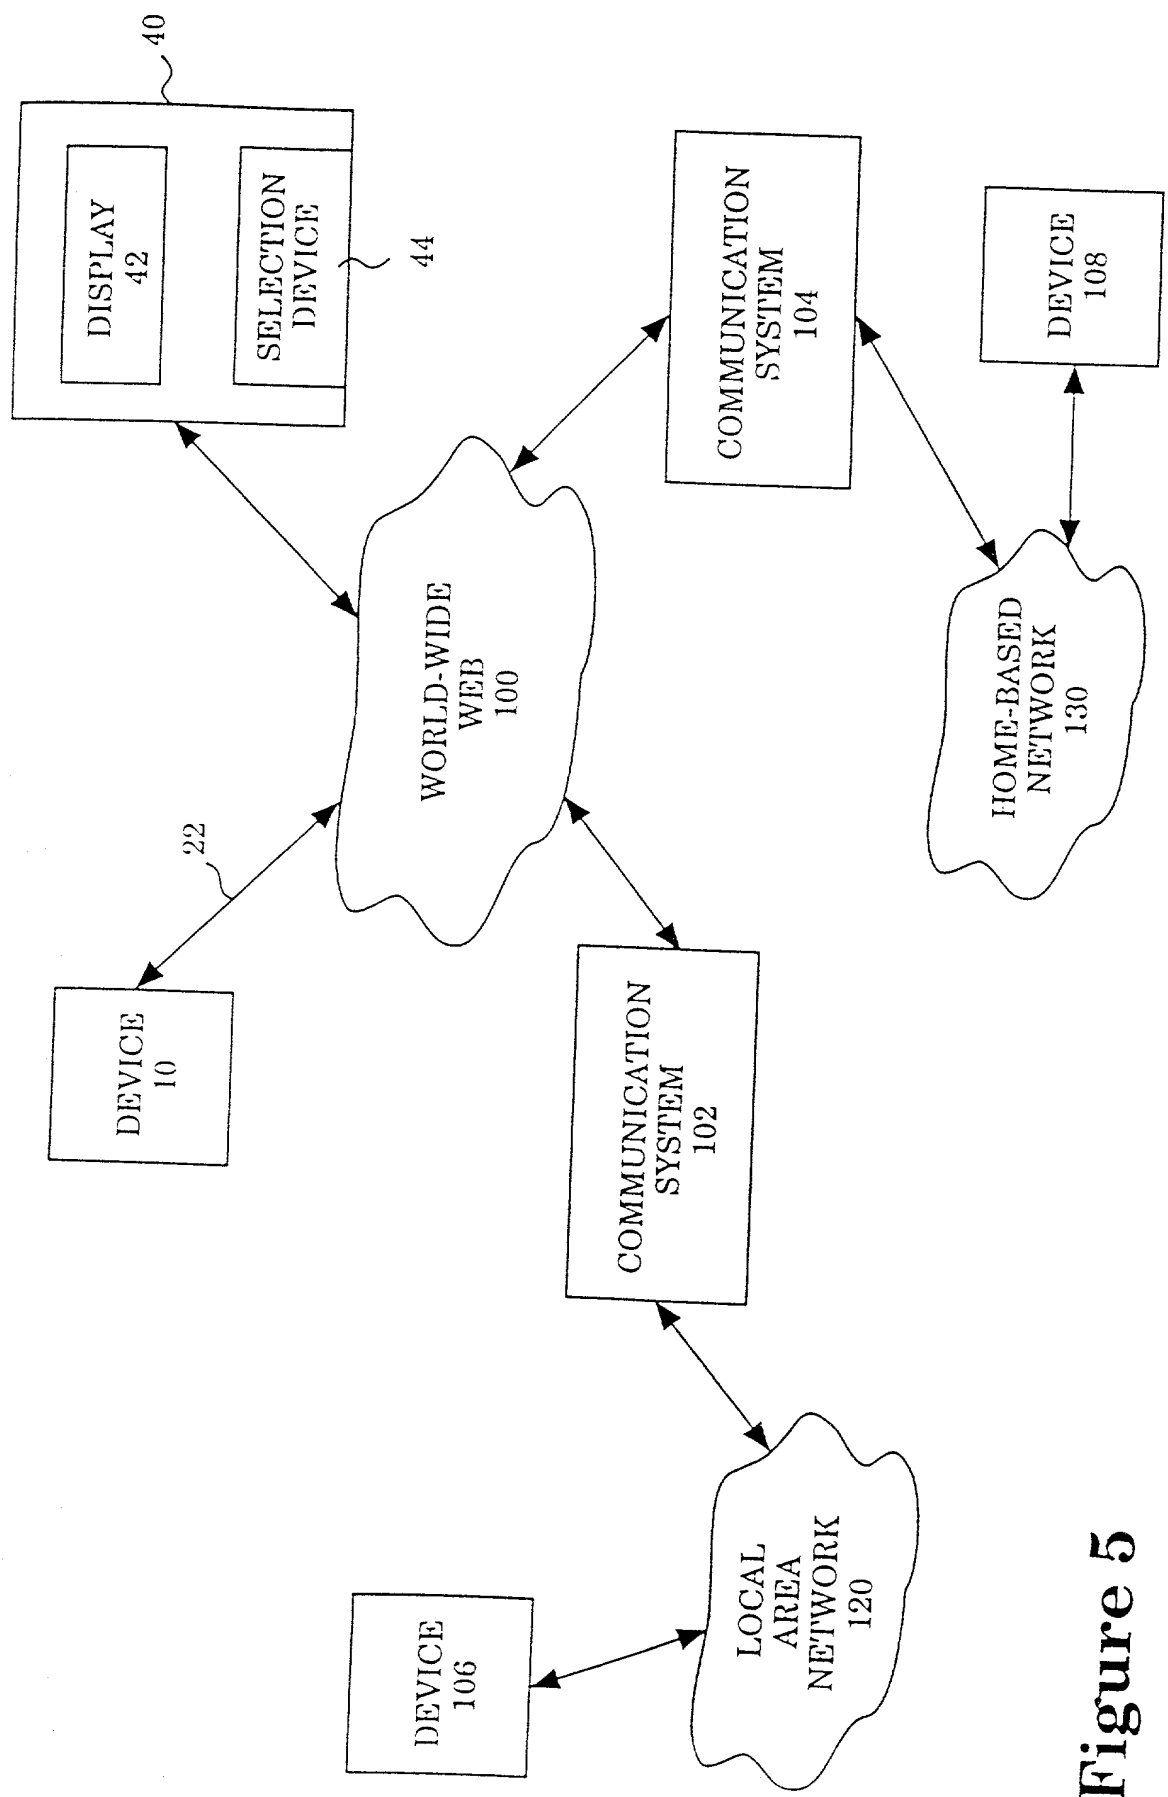 DEVICE
10
22
DISPLAY
42
SELECTION
DEVICE
40
44
WORLD-WIDE
WEB
100
DEVICE
106
COMMUNICATION
SYSTEM
102
COMMUNICATION
SYSTEM
104
LOCAL
AREA
NETWORK
120
HOME-BASED
NETWORK
130
DEVICE
108
Figure 5